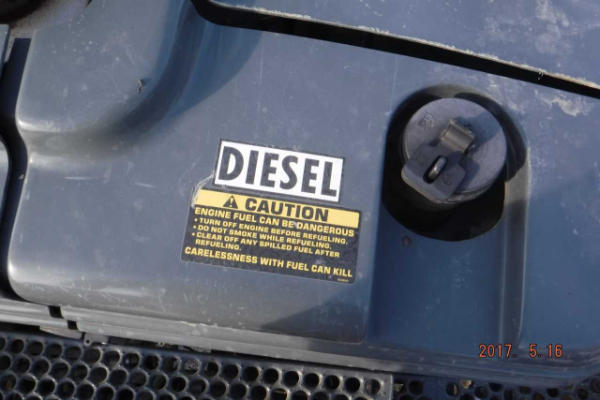 DIESEL
CAUTION
ENGINE FUEL CAN BE DANGEROUS
• TURN OFF ENGINE BEFORE REFUELING.
• DO NOT SMOKE WHILE REFUELING.
• CLEAR OFF ANY SPILLED FUEL AFTER
REFUELING.
CARELESSNESS WITH FUEL CAN KILL
2017 5.16